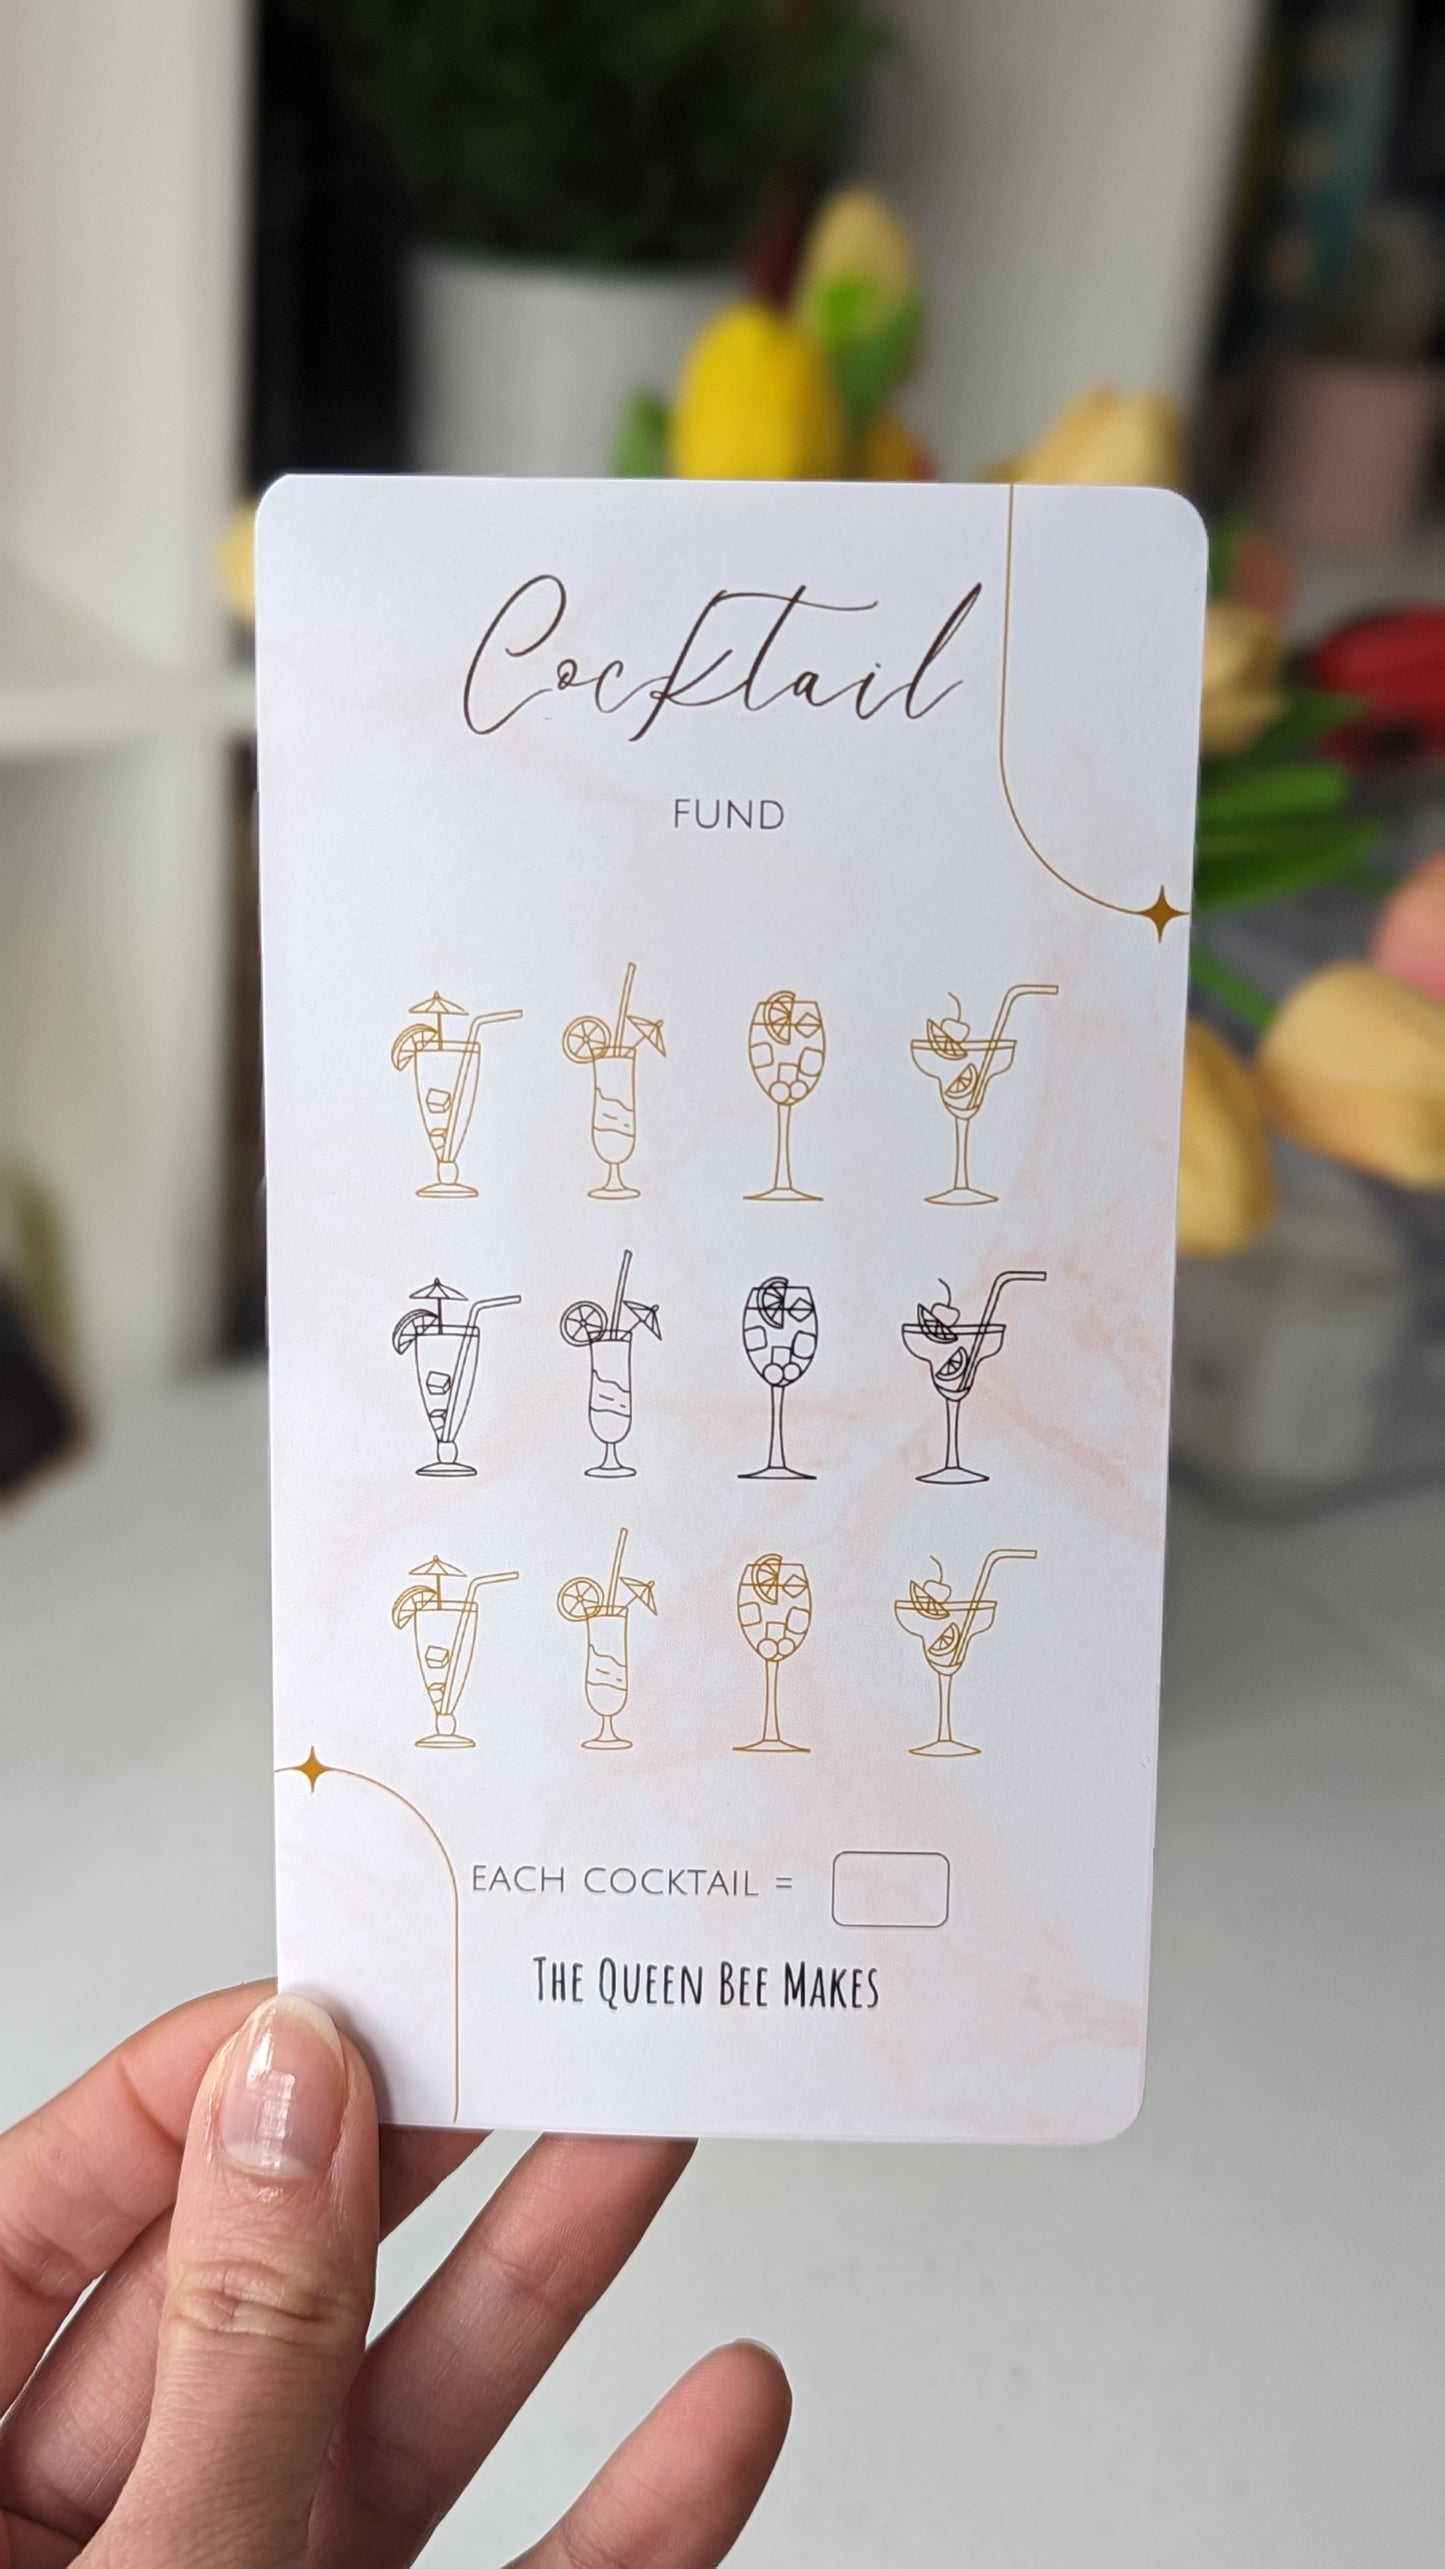 Cocktail
FUND
EACH COCKTAIL =
THE QUEEN BEE MAKES